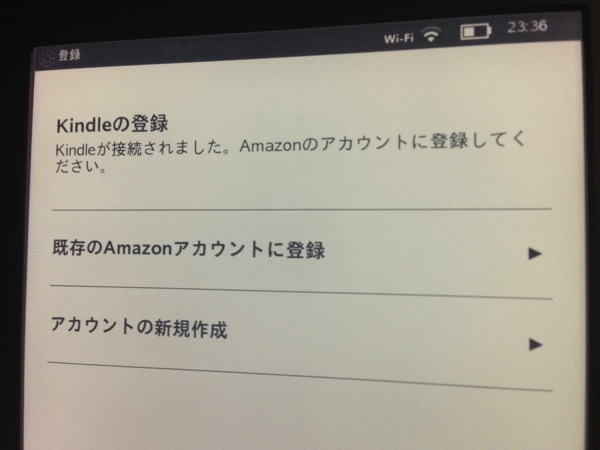 登録 Wi-Fi 23:36
Kindleの登録
Kindleが接続されました。Amazonのアカウントに登録してく
ださい。
既存のAmazonアカウントに登録
アカウントの新規作成